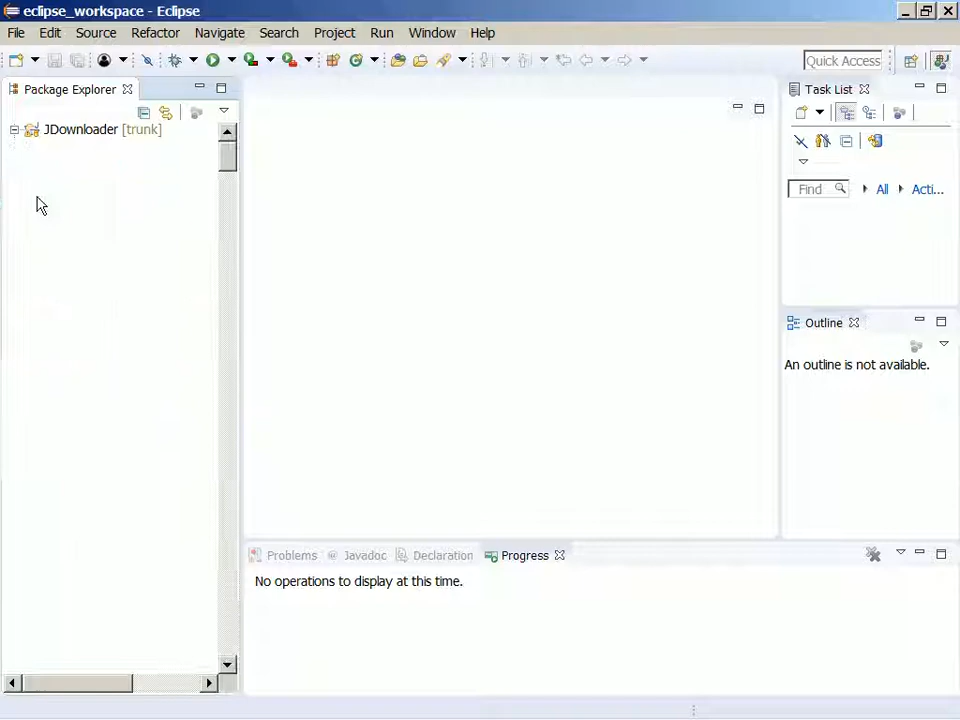 eclipse_workspace - Eclipse
File Edit Source Refactor Navigate Search Project Run Window Help
Quick Access
Package Explorer
Task List
JDownloader [trunk]
Find All Acti...
Outline
An outline is not available.
Problems Javadoc Declaration Progress
No operations to display at this time.